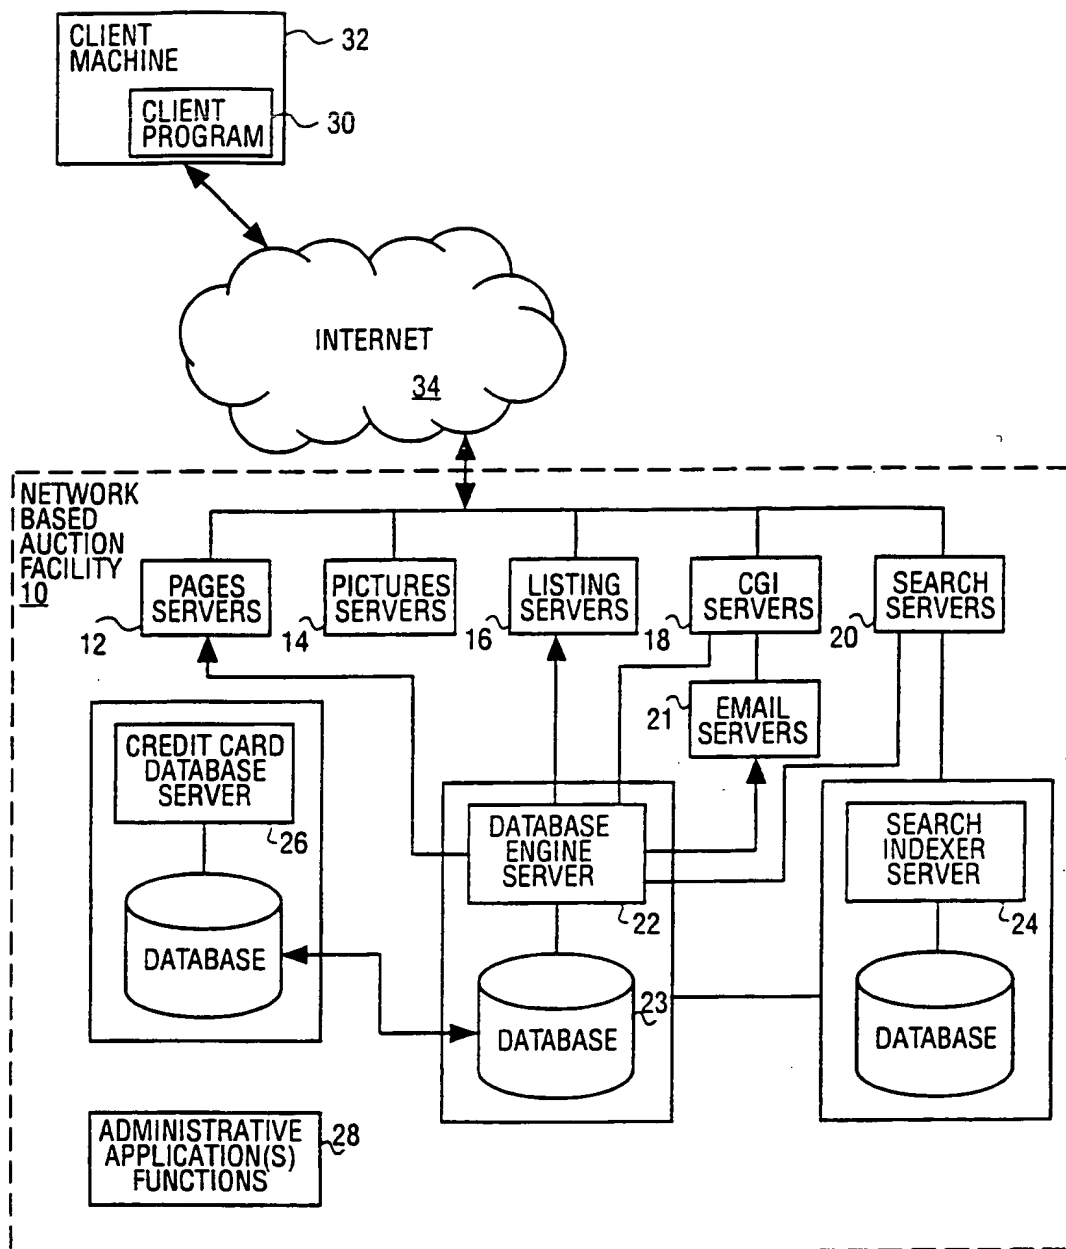 CLIENT
MACHINE
32
CLIENT
PROGRAM
30
INTERNET
34
NETWORK
BASED
AUCTION
FACILITY
10
PAGES
SERVERS
12
PICTURES
SERVERS
14
LISTING
SERVERS
16
CGI
SERVERS
18
SEARCH
SERVERS
20
21
EMAIL
SERVERS
CREDIT CARD
DATABASE
SERVER
26
DATABASE
ENGINE
SERVER
22
SEARCH
INDEXER
SERVER
24
DATABASE
23
DATABASE
DATABASE
ADMINISTRATIVE
APPLICATION(S)
FUNCTIONS
28